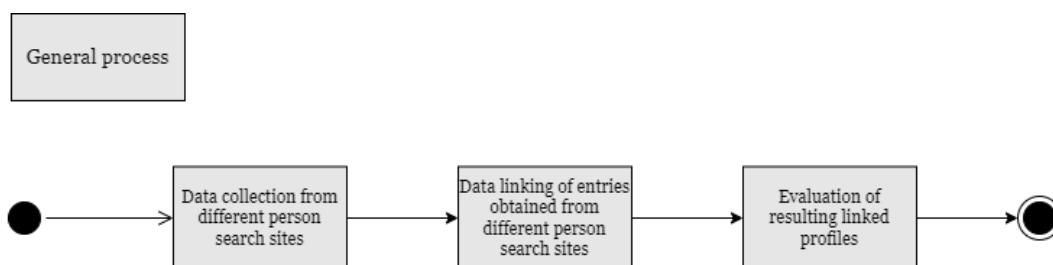 General process
Data collection from
different person
search sites
Data linking of entries
obtained from
different person
search sites
Evaluation of
resulting linked
profiles